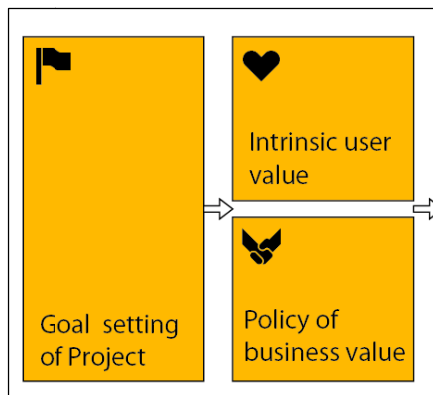 Goal setting
of Project
Intrinsic user
value
Policy of
business value